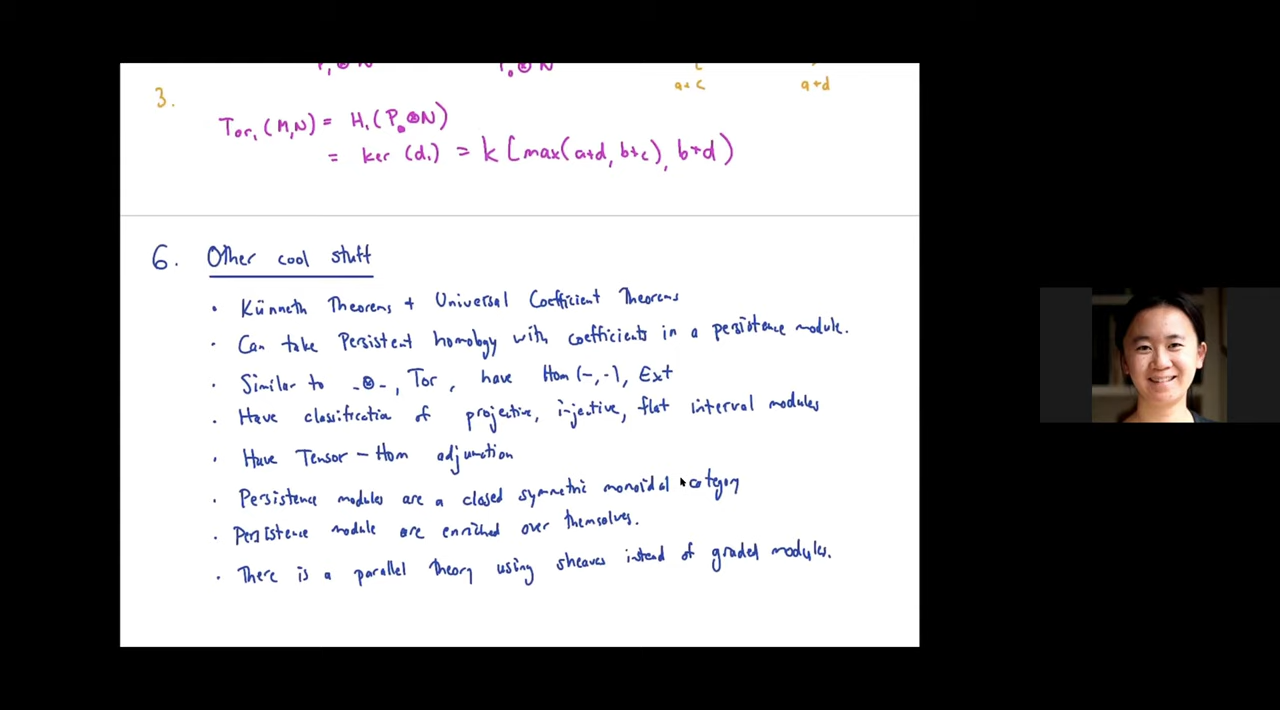 P₁⊗N P₀⊗N
3. a+c a+d
Tor₁(M,N) = H₁(P.⊗N)
= ker(d₁) = k[max(a+d, b+c), b+d)
6. Other cool stuff
• Künneth Theorems + Universal Coefficient Theorems
• Can take Persistent homology with coefficients in a persistence module.
• Similar to -⊗-, Tor, have Hom(-,-), Ext
• Have classification of projective, injective, flat interval modules
• Have Tensor - Hom adjunction
• Persistence modules are a closed symmetric monoidal category
• Persistence module are enriched over themselves.
• There is a parallel theory using sheaves instead of graded modules.